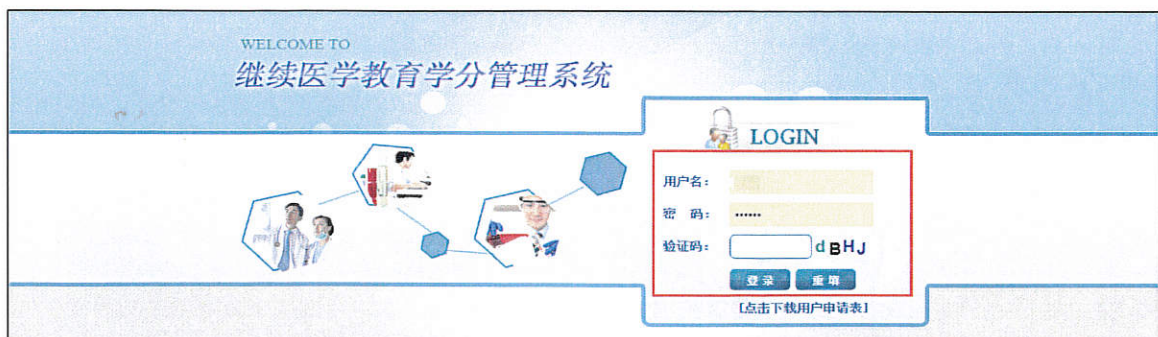 WELCOME TO
继续医学教育学分管理系统
LOGIN
用户名:
密 码: ••••••
验证码: dBHJ
登录 重填
[点击下载用户申请表]